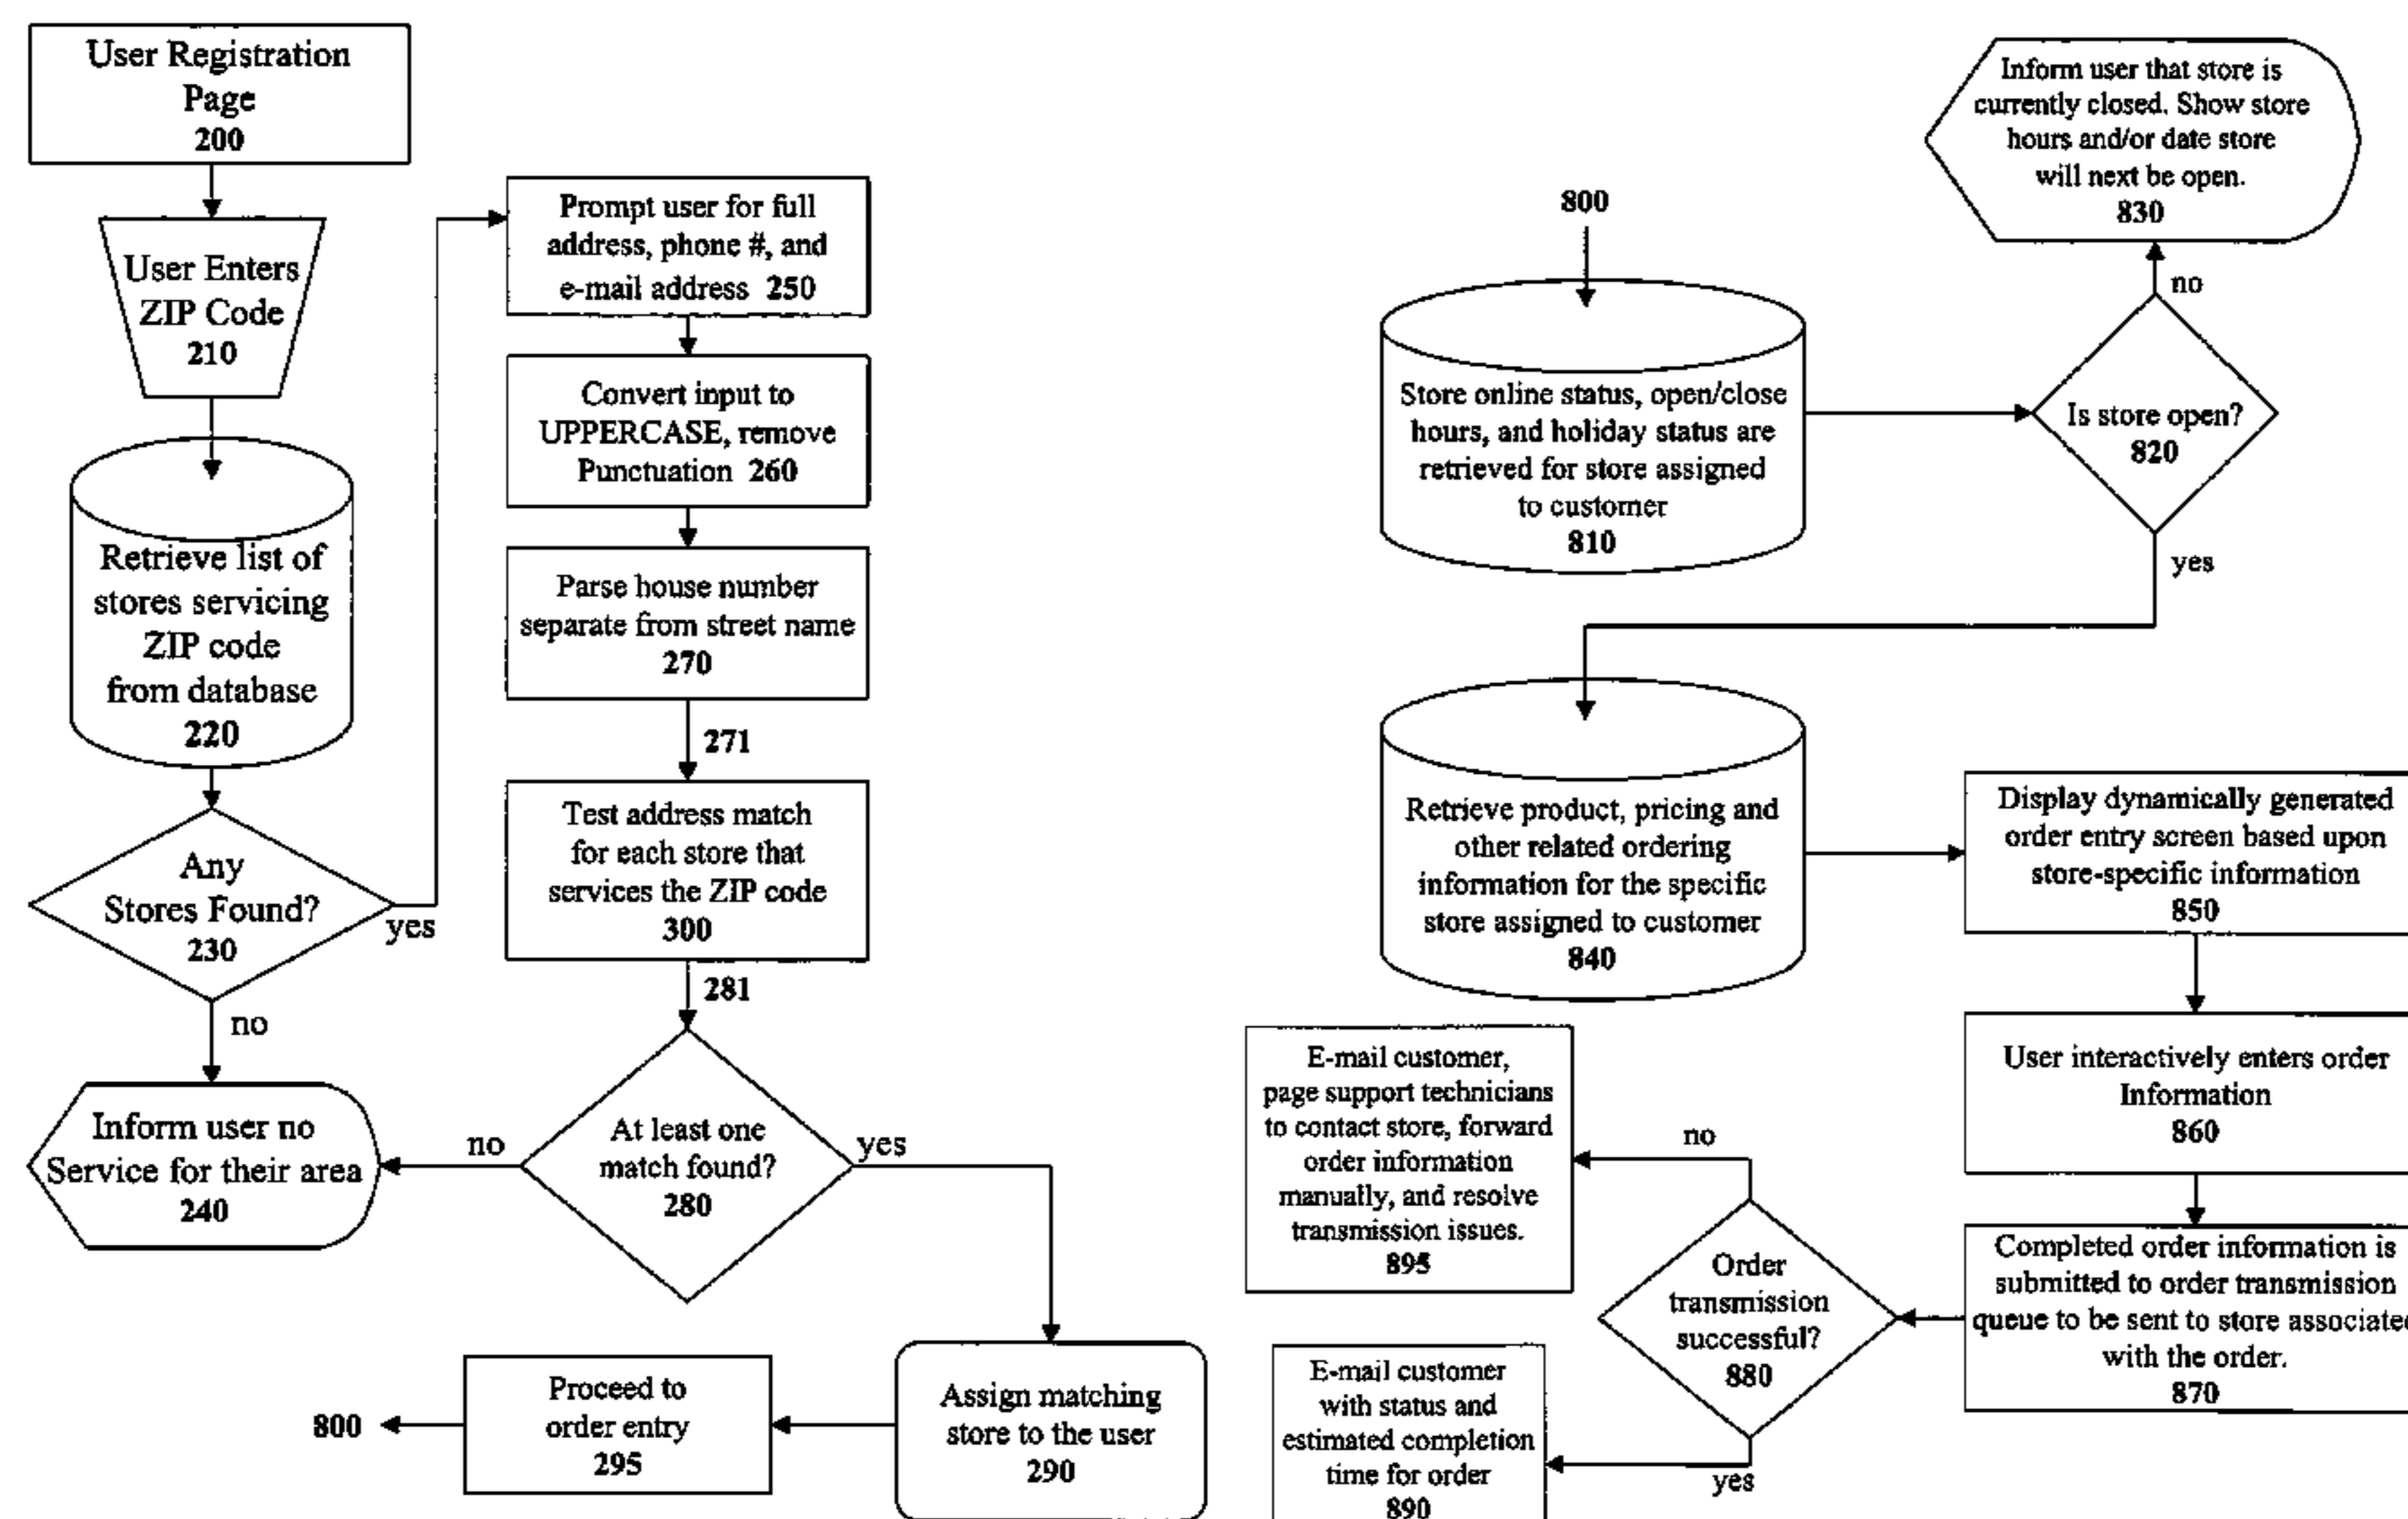 User Registration
Page
200
User Enters
ZIP Code
210
Retrieve list of
stores servicing
ZIP code
from database
220
Any
Stores Found?
230
yes
no
Inform user no
Service for their area
240
Prompt user for full
address, phone #, and
e-mail address 250
Convert input to
UPPERCASE, remove
Punctuation 260
Parse house number
separate from street name
270
271
Test address match
for each store that
services the ZIP code
300
281
At least one
match found?
280
no
yes
Assign matching
store to the user
290
Proceed to
order entry
295
800
800
Store online status, open/close
hours, and holiday status are
retrieved for store assigned
to customer
810
Is store open?
820
no
yes
Inform user that store is
currently closed. Show store
hours and/or date store
will next be open.
830
Retrieve product, pricing and
other related ordering
information for the specific
store assigned to customer
840
Display dynamically generated
order entry screen based upon
store-specific information
850
User interactively enters order
Information
860
Completed order information is
submitted to order transmission
queue to be sent to store associated
with the order.
870
Order
transmission
successful?
880
no
yes
E-mail customer,
page support technicians
to contact store, forward
order information
manually, and resolve
transmission issues.
895
E-mail customer
with status and
estimated completion
time for order
890